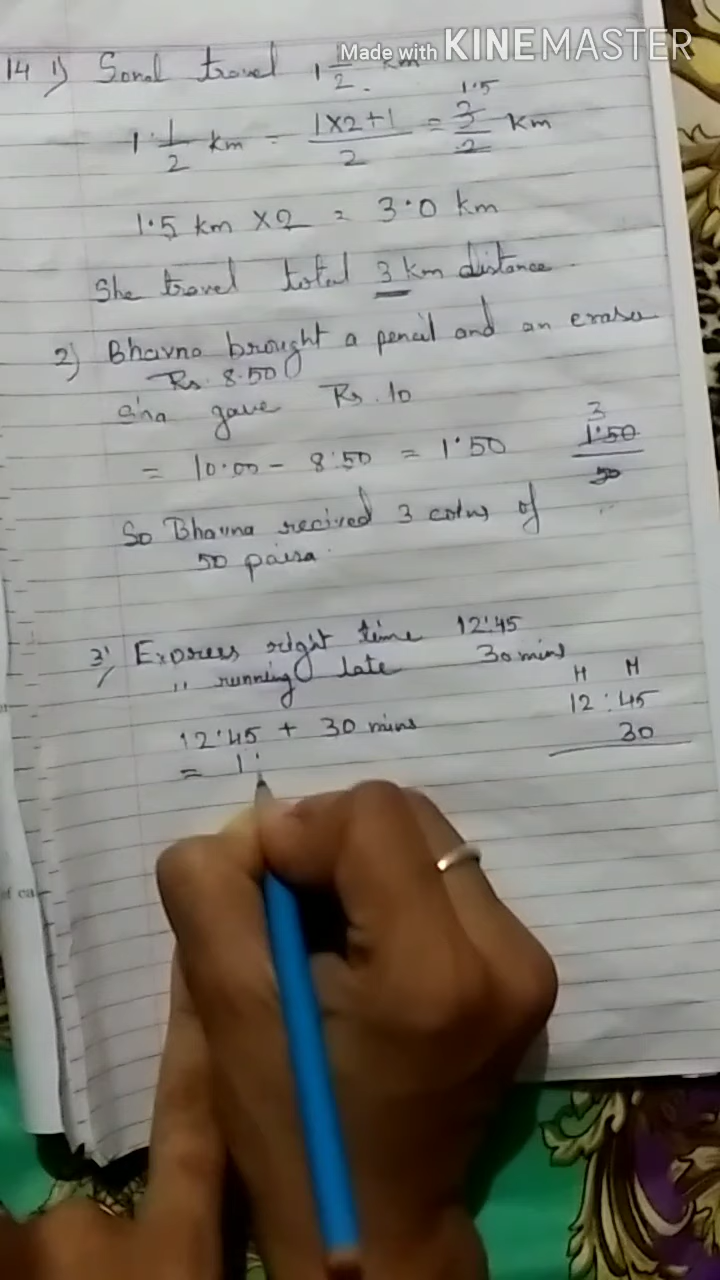 Made with KINEMASTER
14 1) Sonal travel 1 1/2 km
1 1/2 km - 1×2+1/2 = 3/2 km 1.5
1.5 km ×2 = 3.0 km
She travel total 3 km distance
2) Bhavna brought a pencil and an eraser
Rs. 8.50
gave Rs. 10
= 10.00 - 8.50 = 1.50
3
1.50
50
So Bhavna recived 3 coins of
50 paisa.
3) Express right time 12:45
" running late 30 mins
12:45 + 30 mins
= 1:
H M
12:45
30